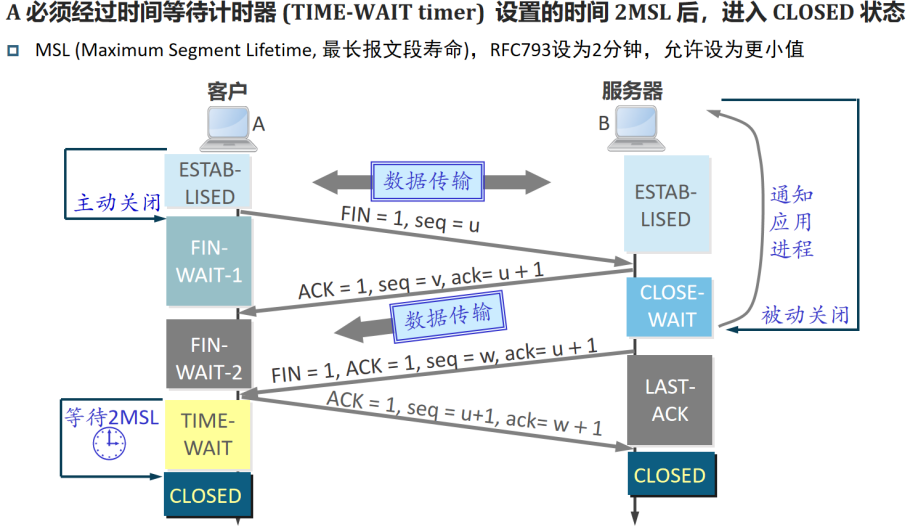 A 必须经过时间等待计时器 (TIME-WAIT timer) 设置的时间 2MSL 后，进入 CLOSED 状态
MSL (Maximum Segment Lifetime, 最长报文段寿命)，RFC793设为2分钟，允许设为更小值
客户
服务器
A
B
ESTAB-
LISED
数据传输
ESTAB-
LISED
主动关闭
FIN = 1, seq = u
通知
应用
进程
FIN-
WAIT-1
ACK = 1, seq = v, ack= u + 1
CLOSE-
WAIT
数据传输
被动关闭
FIN-
WAIT-2
FIN = 1, ACK = 1, seq = w, ack= u + 1
LAST-
ACK
ACK = 1, seq = u+1, ack= w + 1
等待2MSL
TIME-
WAIT
CLOSED
CLOSED